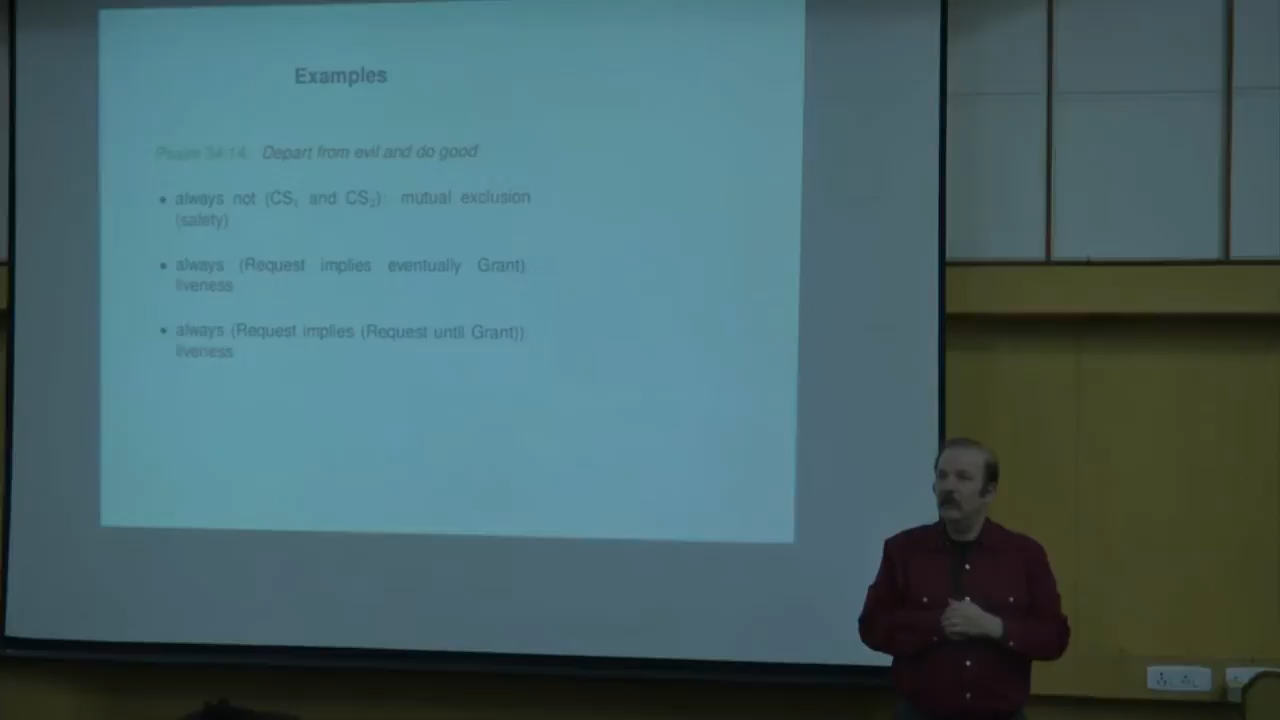 Examples
Psalm 34:14: Depart from evil and do good
• always not (CS₁ and CS₂): mutual exclusion
(safety)
• always (Request implies eventually Grant):
liveness
• always (Request implies (Request until Grant)):
liveness